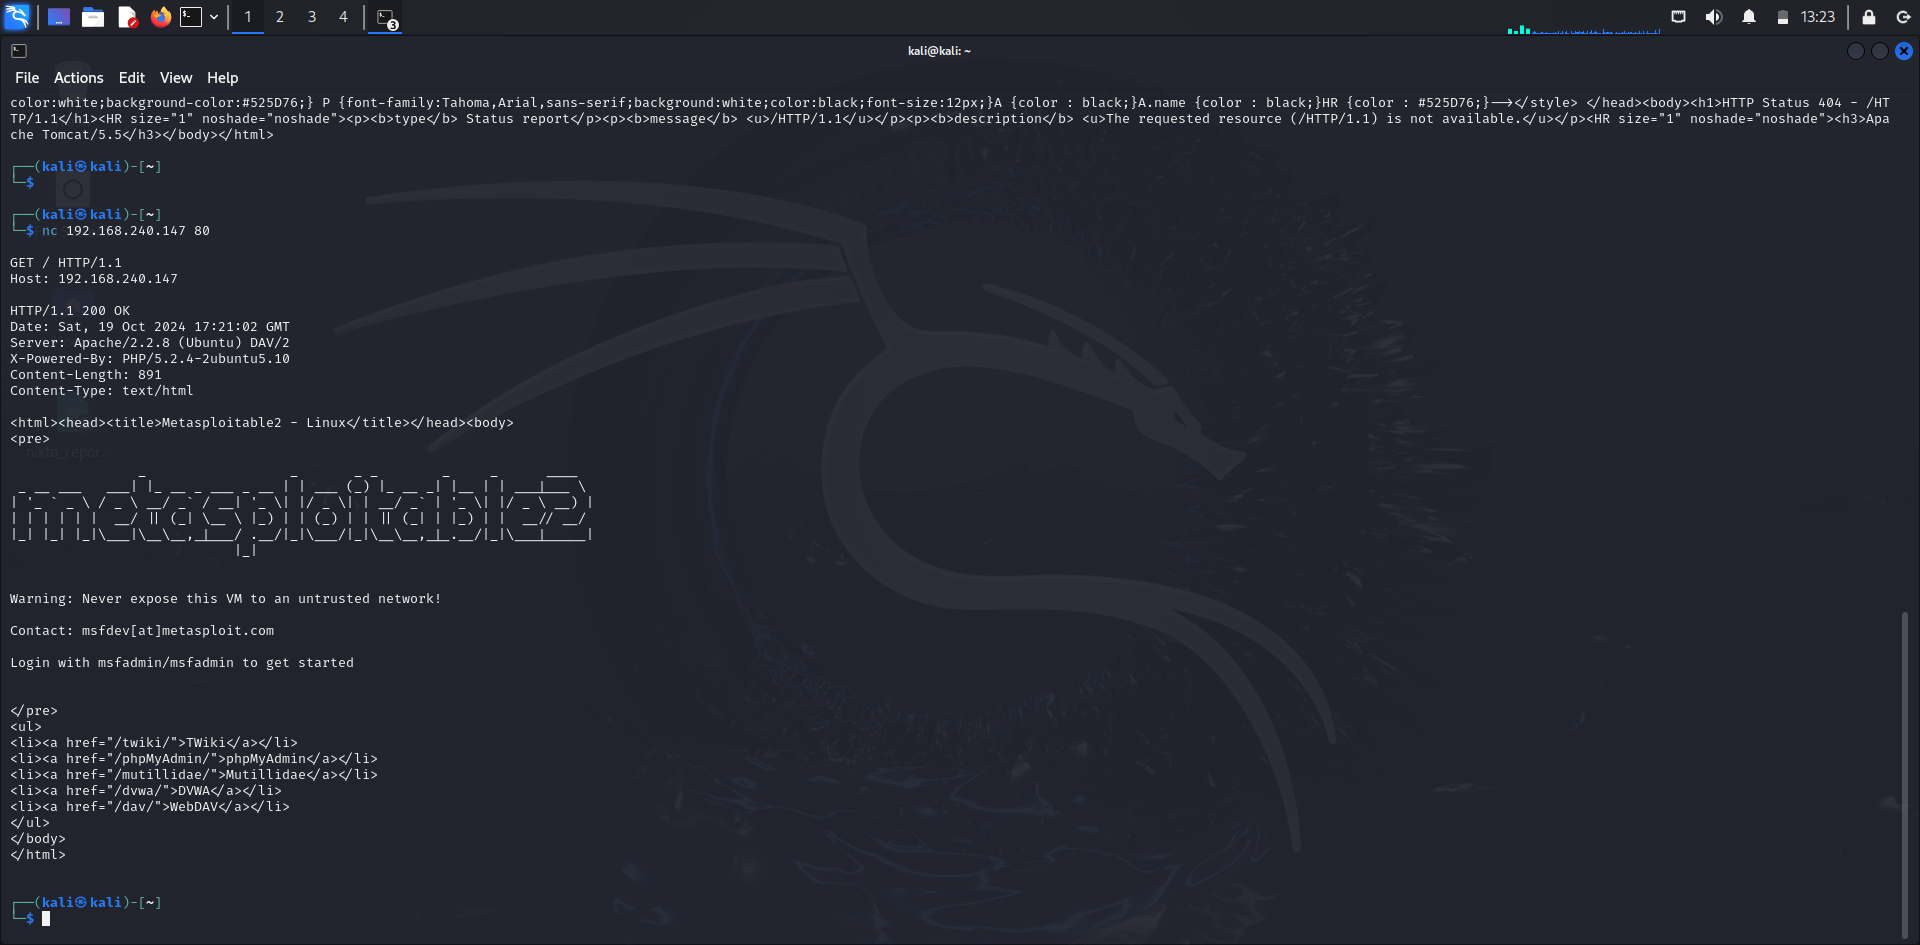 1 2 3 4 3 13:23
kali@kali: ~
File Actions Edit View Help
color:white;background-color:#525D76;} P {font-family:Tahoma,Arial,sans-serif;background:white;color:black;font-size:12px;}A {color : black;}A.name {color : black;}HR {color : #525D76;}--></style> </head><body><h1>HTTP Status 404 - /HT
TP/1.1</h1><HR size="1" noshade="noshade"><p><b>type</b> Status report</p><p><b>message</b> <u>/HTTP/1.1</u></p><p><b>description</b> <u>The requested resource (/HTTP/1.1) is not available.</u></p><HR size="1" noshade="noshade"><h3>Apa
che Tomcat/5.5</h3></body></html>
┌──(kali㉿kali)-[~]
└─$
┌──(kali㉿kali)-[~]
└─$ nc 192.168.240.147 80
GET / HTTP/1.1
Host: 192.168.240.147
HTTP/1.1 200 OK
Date: Sat, 19 Oct 2024 17:21:02 GMT
Server: Apache/2.2.8 (Ubuntu) DAV/2
X-Powered-By: PHP/5.2.4-2ubuntu5.10
Content-Length: 891
Content-Type: text/html
<html><head><title>Metasploitable2 - Linux</title></head><body>
<pre>
nikto_repor...
metasploitable2
Warning: Never expose this VM to an untrusted network!
Contact: msfdev[at]metasploit.com
Login with msfadmin/msfadmin to get started
</pre>
<ul>
<li><a href="/twiki/">TWiki</a></li>
<li><a href="/phpMyAdmin/">phpMyAdmin</a></li>
<li><a href="/mutillidae/">Mutillidae</a></li>
<li><a href="/dvwa/">DVWA</a></li>
<li><a href="/dav/">WebDAV</a></li>
</ul>
</body>
</html>
┌──(kali㉿kali)-[~]
└─$